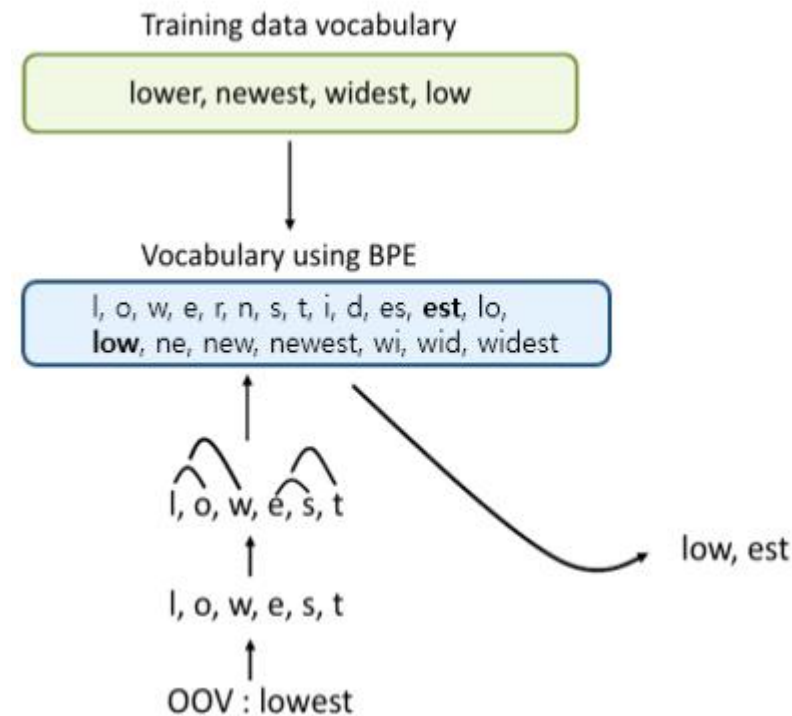 Training data vocabulary
lower, newest, widest, low
Vocabulary using BPE
l, o, w, e, r, n, s, t, i, d, es, est, lo,
low, ne, new, newest, wi, wid, widest
l, o, w, e, s, t
low, est
l, o, w, e, s, t
OOV : lowest